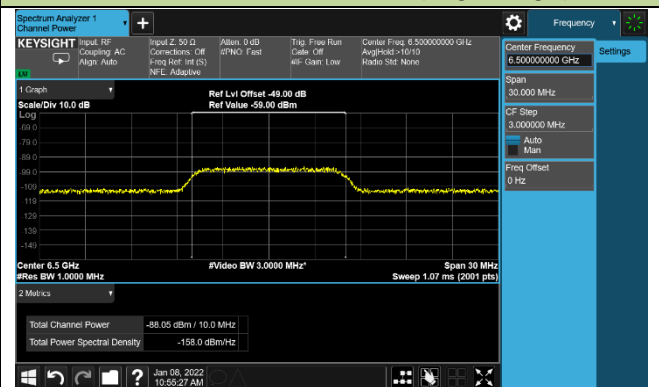 Spectrum Analyzer 1
Channel Power
Frequency
KEYSIGHT
Input: RF
Coupling: AC
Align: Auto
Input Z: 50 Ω
Corrections: Off
Freq Ref: Int (S)
NFE: Adaptive
Atten: 0 dB
#PNO: Fast
Trig: Free Run
Gate: Off
#IF Gain: Low
Center Freq: 6.500000000 GHz
Avg|Hold:>10/10
Radio Std: None
Center Frequency
6.500000000 GHz
Settings
Span
30.000 MHz
CF Step
3.000000 MHz
Auto
Man
Freq Offset
0 Hz
1 Graph
Scale/Div 10.0 dB
Ref Lvl Offset -49.00 dB
Ref Value -59.00 dBm
Log
-69.0
-79.0
-89.0
-99.0
-109
-119
-129
-139
-149
Center 6.5 GHz
#Res BW 1.0000 MHz
#Video BW 3.0000 MHz*
Span 30 MHz
Sweep 1.07 ms (2001 pts)
2 Metrics
Total Channel Power -88.05 dBm / 10.0 MHz
Total Power Spectral Density -158.0 dBm/Hz
?
Jan 08, 2022
10:55:27 AM